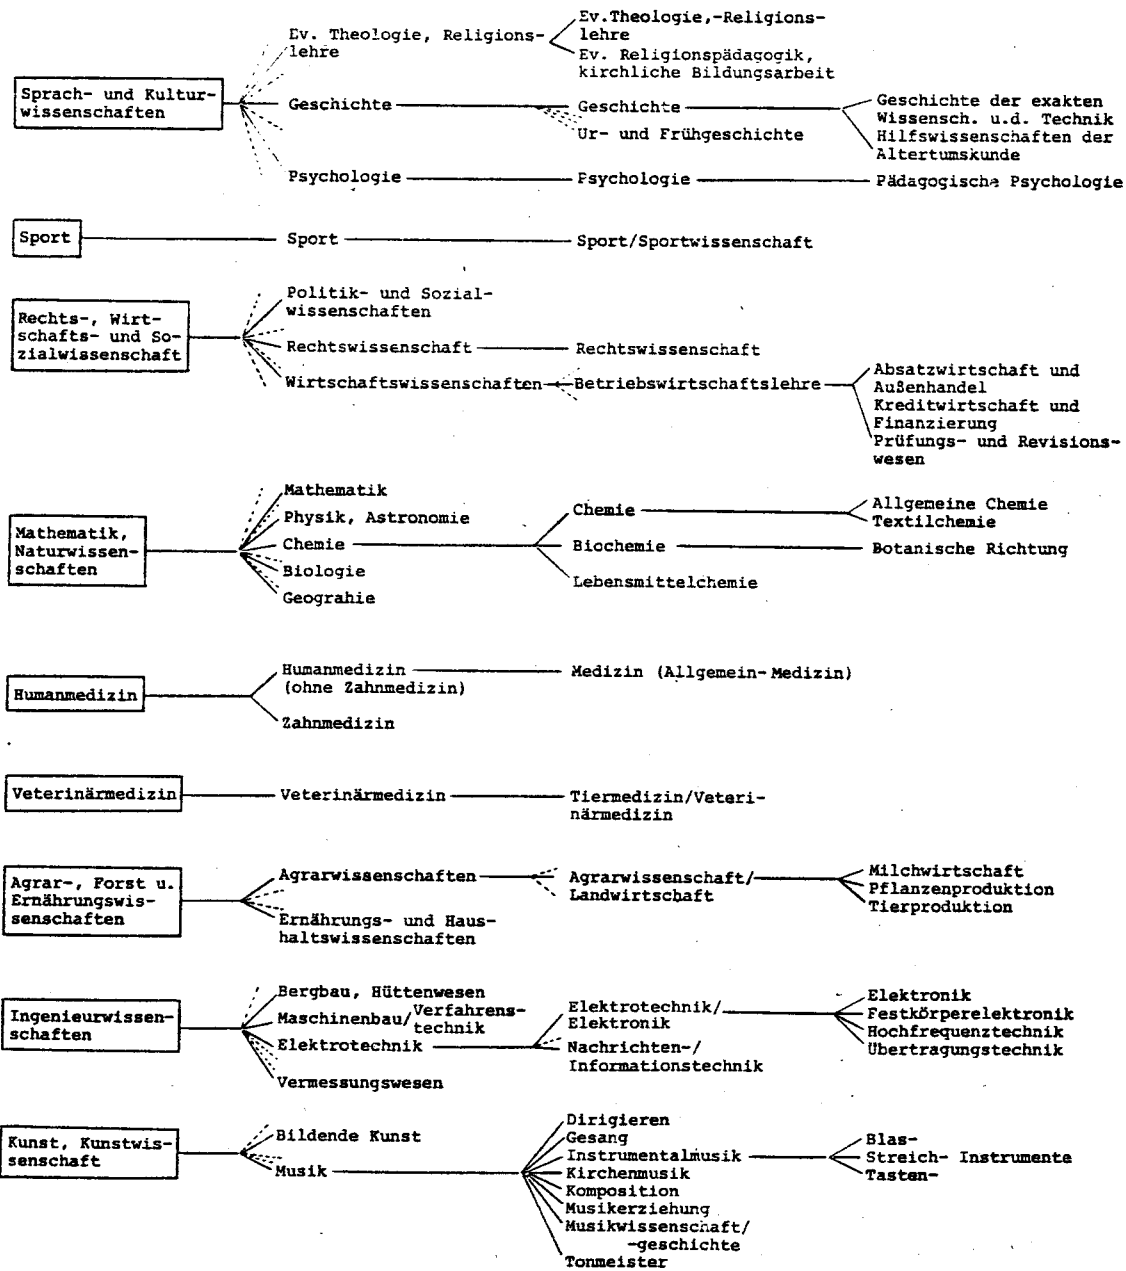 Sprach- und Kultur-
wissenschaften
Ev. Theologie, Religions-
lehre
Ev.Theologie,-Religions-
lehre
Ev. Religionspädagogik,
kirchliche Bildungsarbeit
Geschichte
Geschichte
Ur- und Frühgeschichte
Geschichte der exakten
Wissensch. u.d. Technik
Hilfswissenschaften der
Altertumskunde
Psychologie
Psychologie
Pädagogische Psychologie
Sport
Sport
Sport/Sportwissenschaft
Rechts-, Wirt-
schafts- und So-
zialwissenschaft
Politik- und Sozial-
wissenschaften
Rechtswissenschaft
Rechtswissenschaft
Wirtschaftswissenschaften
Betriebswirtschaftslehre
Absatzwirtschaft und
Außenhandel
Kreditwirtschaft und
Finanzierung
Prüfungs- und Revisions-
wesen
Mathematik,
Naturwissen-
schaften
Mathematik
Physik, Astronomie
Chemie
Biologie
Geograhie
Chemie
Biochemie
Lebensmittelchemie
Allgemeine Chemie
Textilchemie
Botanische Richtung
Humanmedizin
Humanmedizin
(ohne Zahnmedizin)
Zahnmedizin
Medizin (Allgemein-Medizin)
Veterinärmedizin
Veterinärmedizin
Tiermedizin/Veteri-
närmedizin
Agrar-, Forst u.
Ernährungswis-
senschaften
Agrarwissenschaften
Ernährungs- und Haus-
haltswissenschaften
Agrarwissenschaft/
Landwirtschaft
Milchwirtschaft
Pflanzenproduktion
Tierproduktion
Ingenieurwissen-
schaften
Bergbau, Hüttenwesen
Maschinenbau/Verfahrens-
technik
Elektrotechnik
Vermessungswesen
Elektrotechnik/
Elektronik
Nachrichten-/
Informationstechnik
Elektronik
Festkörperelektronik
Hochfrequenztechnik
Übertragungstechnik
Kunst, Kunstwis-
senschaft
Bildende Kunst
Musik
Dirigieren
Gesang
Instrumentalmusik
Kirchenmusik
Komposition
Musikerziehung
Musikwissenschaft/
-geschichte
Tonmeister
Blas-
Streich- Instrumente
Tasten-